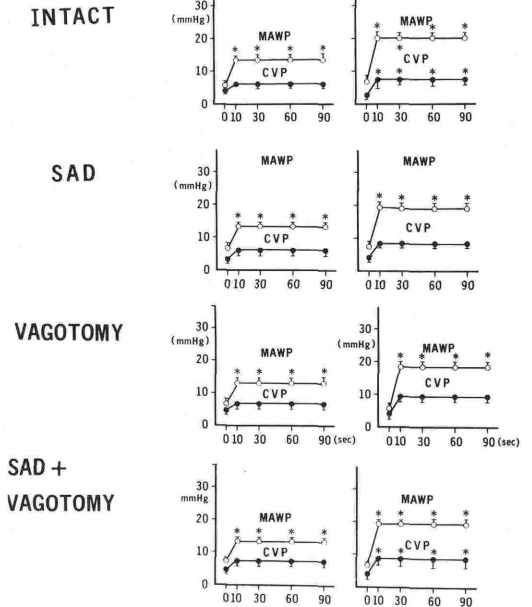 INTACT
30
(mmHg)
20
10
0
MAWP
* * * *
CVP
0 10 30 60 90
MAWP
* * * *
*
CVP
* * * *
0 10 30 60 90
SAD
30
(mmHg)
20
10
0
MAWP
* * * *
CVP
0 10 30 60 90
MAWP
* * * *
CVP
0 10 30 60 90
VAGOTOMY
30
(mmHg)
20
10
0
MAWP
* * * *
CVP
0 10 30 60 90 (sec)
30
(mmHg)
20
10
0
MAWP
* * * *
CVP
0 10 30 60 90 (sec)
SAD +
VAGOTOMY
30
mmHg
20
10
0
MAWP
* * * *
CVP
0 10 30 60 90
MAWP
* * * *
CVP
* * * *
0 10 30 60 90